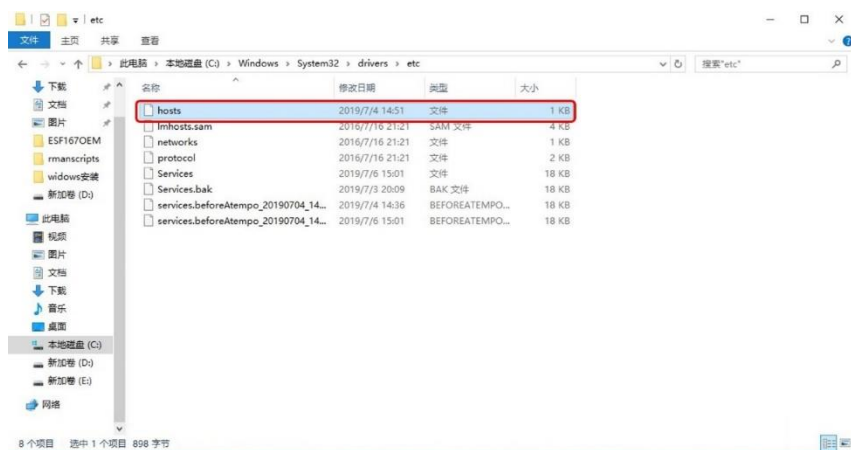 etc
文件 主页 共享 查看
此电脑 › 本地磁盘 (C:) › Windows › System32 › drivers › etc 搜索"etc"
名称 修改日期 类型 大小
hosts 2019/7/4 14:51 文件 1 KB
lmhosts.sam 2016/7/16 21:21 SAM 文件 4 KB
networks 2016/7/16 21:21 文件 1 KB
protocol 2016/7/16 21:21 文件 2 KB
Services 2019/7/6 15:01 文件 18 KB
Services.bak 2019/7/3 20:09 BAK 文件 18 KB
services.beforeAtempo_20190704_14... 2019/7/4 14:36 BEFOREATEMPO... 18 KB
services.beforeAtempo_20190704_14... 2019/7/6 15:01 BEFOREATEMPO... 18 KB
下载
文档
图片
ESF167OEM
rmanscripts
widows安装
新加卷 (D:)
此电脑
视频
图片
文档
下载
音乐
桌面
本地磁盘 (C:)
新加卷 (D:)
新加卷 (E:)
网络
8 个项目 选中 1 个项目 898 字节